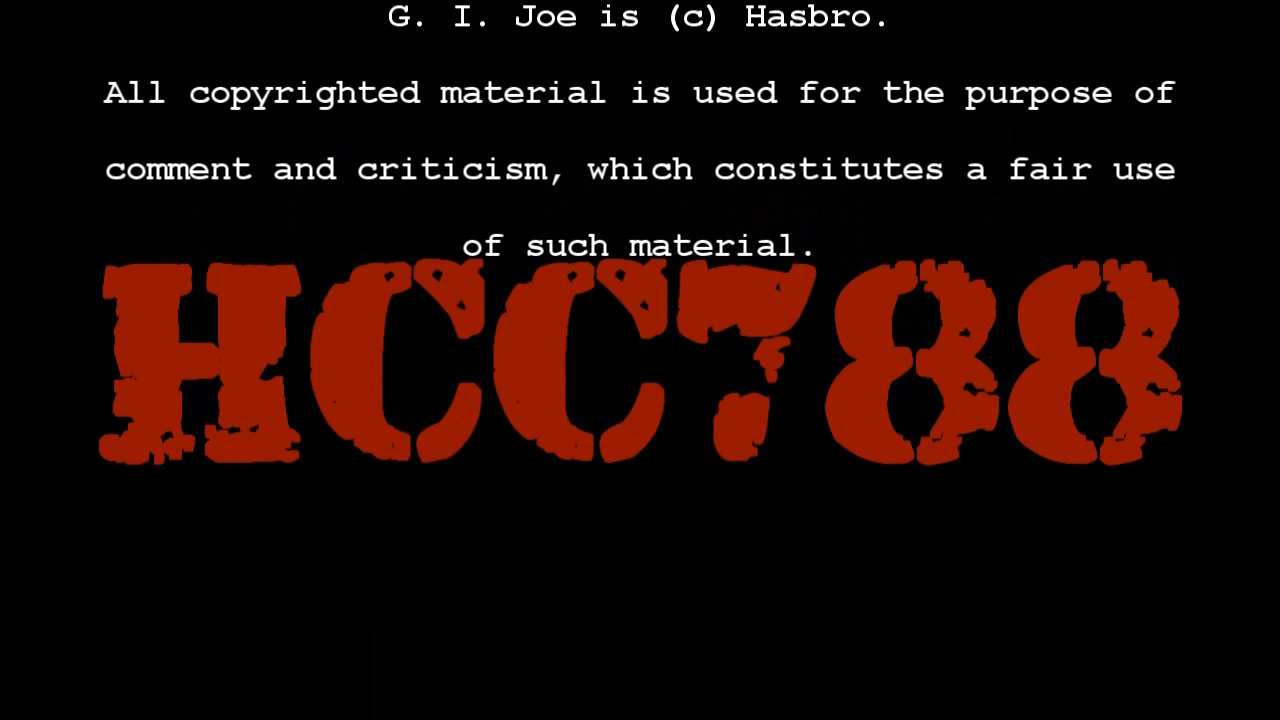 G. I. Joe is (c) Hasbro.
All copyrighted material is used for the purpose of
comment and criticism, which constitutes a fair use
of such material.
HCC788